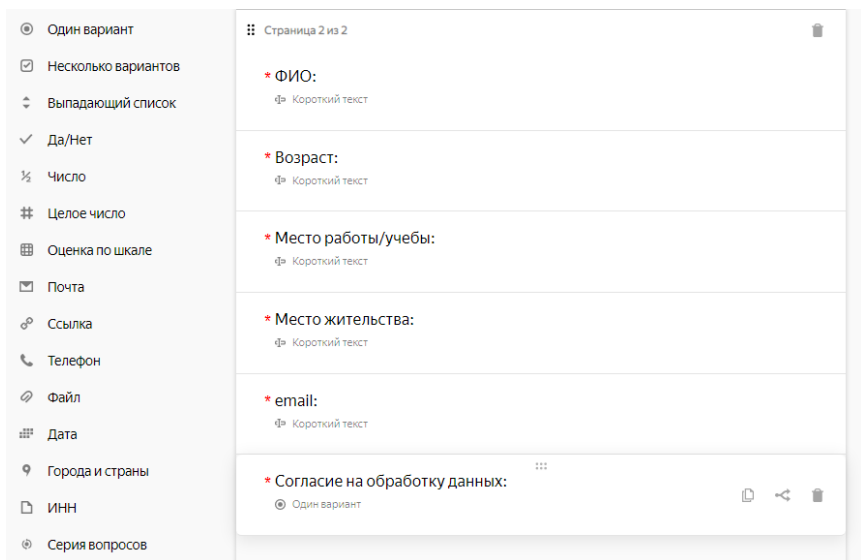 Один вариант
Несколько вариантов
Выпадающий список
Да/Нет
½ Число
Целое число
Оценка по шкале
Почта
Ссылка
Телефон
Файл
Дата
Города и страны
ИНН
Серия вопросов
Страница 2 из 2
* ФИО:
Короткий текст
* Возраст:
Короткий текст
* Место работы/учебы:
Короткий текст
* Место жительства:
Короткий текст
* email:
Короткий текст
* Согласие на обработку данных:
Один вариант